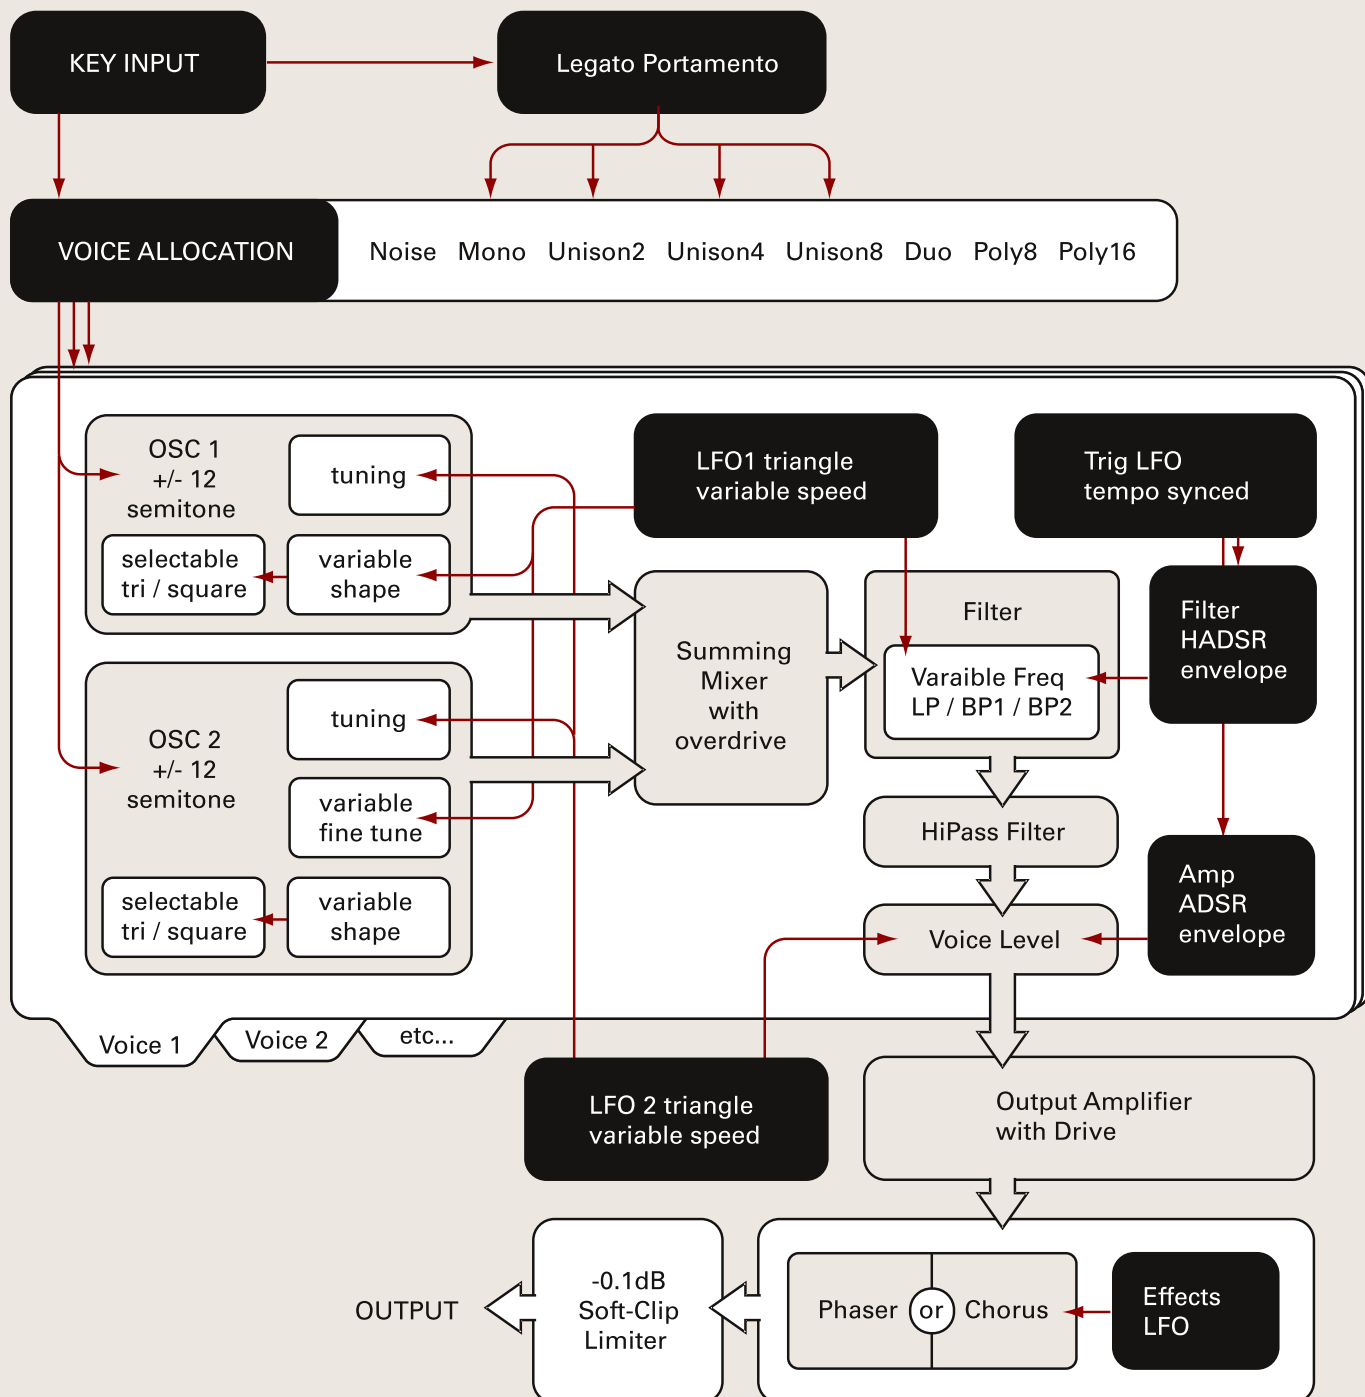 KEY INPUT
Legato Portamento
VOICE ALLOCATION
Noise Mono Unison2 Unison4 Unison8 Duo Poly8 Poly16
OSC 1
+/- 12
semitone
tuning
selectable
tri / square
variable
shape
LFO1 triangle
variable speed
Trig LFO
tempo synced
Summing
Mixer
with
overdrive
Filter
Varaible Freq
LP / BP1 / BP2
Filter
HADSR
envelope
OSC 2
+/- 12
semitone
tuning
variable
fine tune
selectable
tri / square
variable
shape
HiPass Filter
Voice Level
Amp
ADSR
envelope
Voice 1
Voice 2
etc...
LFO 2 triangle
variable speed
Output Amplifier
with Drive
OUTPUT
-0.1dB
Soft-Clip
Limiter
Phaser or Chorus
Effects
LFO